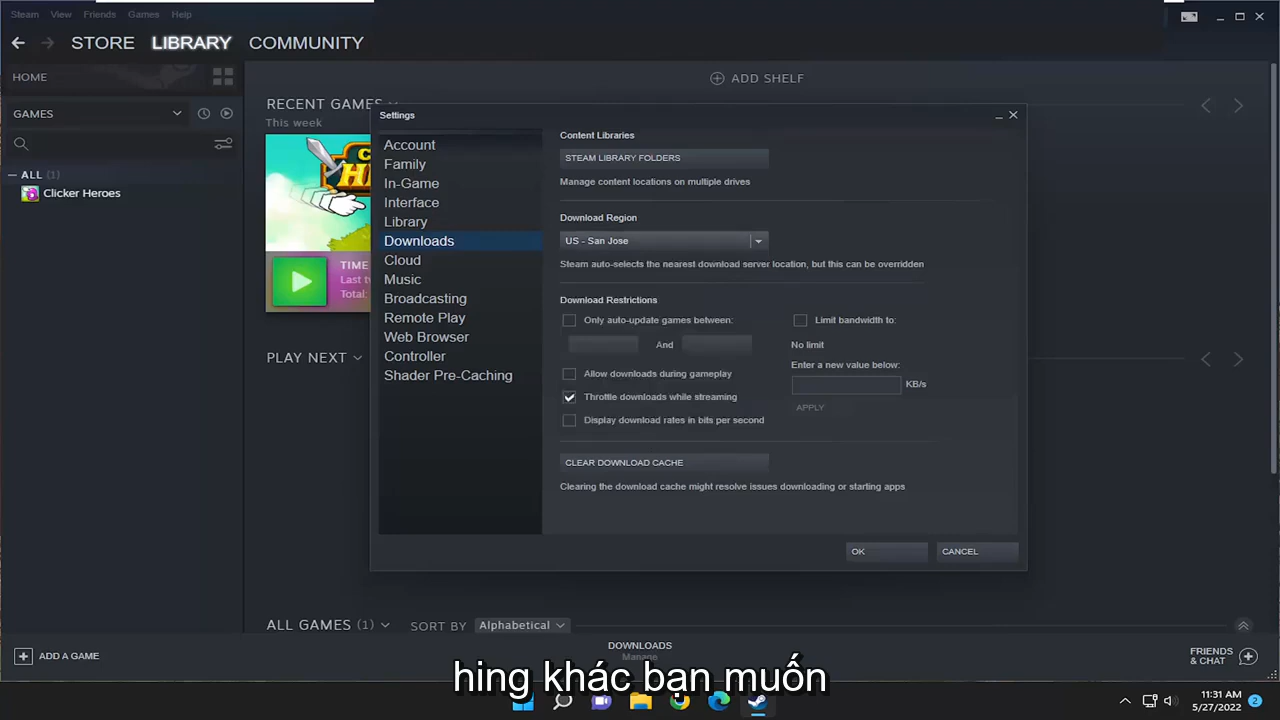 Steam View Friends Games Help
STORE LIBRARY COMMUNITY
HOME
ADD SHELF
GAMES
RECENT GAMES
This week
ALL (1)
Clicker Heroes
TIME
Last
Total:
PLAY NEXT
Settings
Account
Family
In-Game
Interface
Library
Downloads
Cloud
Music
Broadcasting
Remote Play
Web Browser
Controller
Shader Pre-Caching
Content Libraries
STEAM LIBRARY FOLDERS
Manage content locations on multiple drives
Download Region
US - San Jose
Steam auto-selects the nearest download server location, but this can be overridden
Download Restrictions
Only auto-update games between:
And
Allow downloads during gameplay
Throttle downloads while streaming
Display download rates in bits per second
Limit bandwidth to:
No limit
Enter a new value below:
KB/s
APPLY
CLEAR DOWNLOAD CACHE
Clearing the download cache might resolve issues downloading or starting apps
OK CANCEL
ALL GAMES (1) SORT BY Alphabetical
ADD A GAME
DOWNLOADS
Manage
FRIENDS
& CHAT
hing khác bạn muốn
11:31 AM
5/27/2022
2